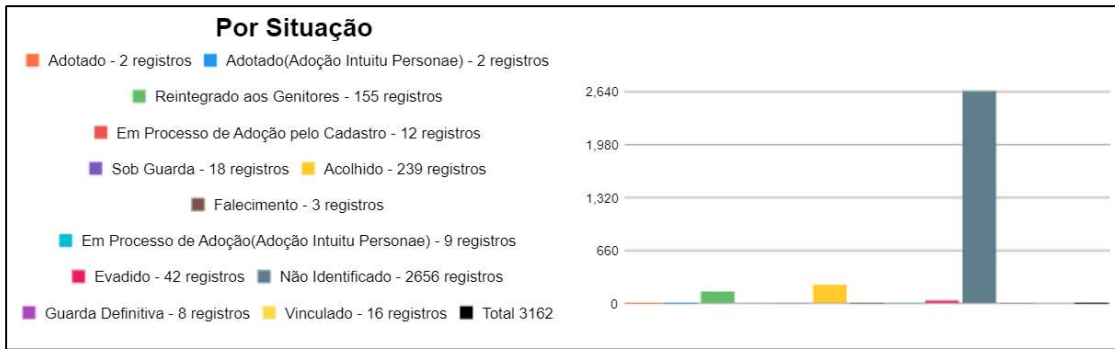 Por Situação
Adotado - 2 registros Adotado(Adoção Intuitu Personae) - 2 registros
Reintegrado aos Genitores - 155 registros
Em Processo de Adoção pelo Cadastro - 12 registros
Sob Guarda - 18 registros Acolhido - 239 registros
Falecimento - 3 registros
Em Processo de Adoção(Adoção Intuitu Personae) - 9 registros
Evadido - 42 registros Não Identificado - 2656 registros
Guarda Definitiva - 8 registros Vinculado - 16 registros Total 3162
2,640
1,980
1,320
660
0